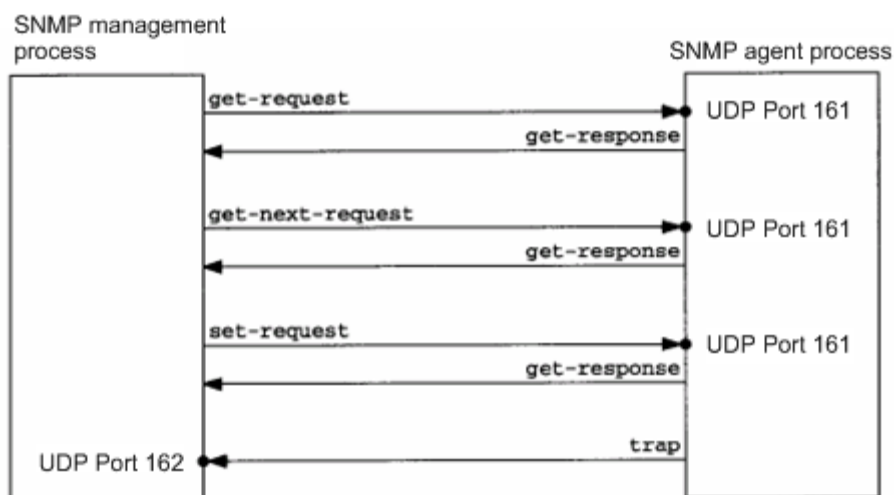 SNMP management
process
SNMP agent process
get-request
UDP Port 161
get-response
get-next-request
UDP Port 161
get-response
set-request
UDP Port 161
get-response
trap
UDP Port 162